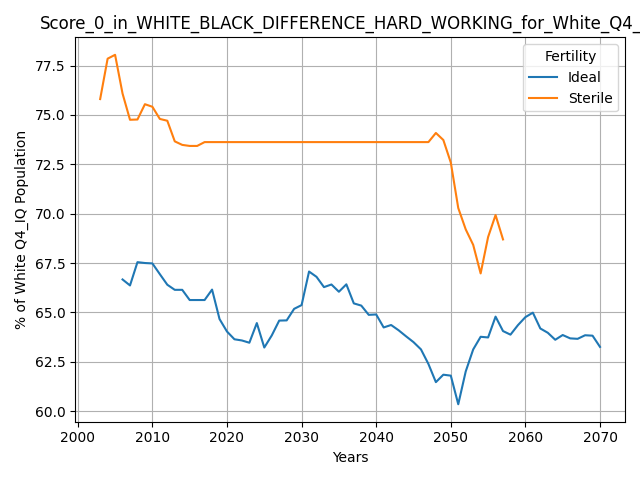 Score_0_in_WHITE_BLACK_DIFFERENCE_HARD_WORKING_for_White_Q4_
Fertility
Ideal
Sterile
% of White Q4_IQ Population
77.5
75.0
72.5
70.0
67.5
65.0
62.5
60.0
2000 2010 2020 2030 2040 2050 2060 2070
Years